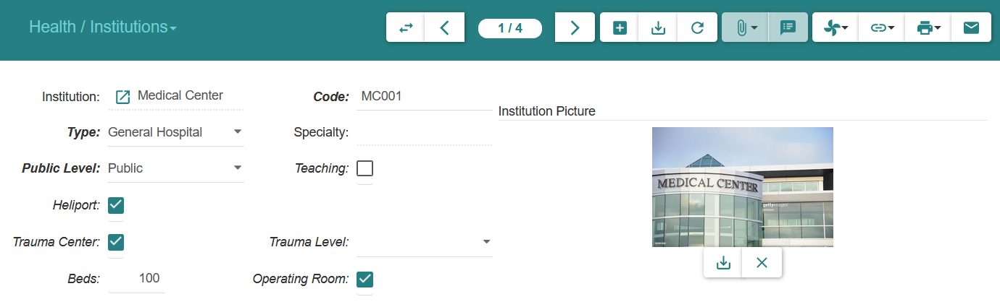 Health / Institutions
1 / 4
Institution: Medical Center
Code: MC001
Institution Picture
Type: General Hospital
Specialty:
Public Level: Public
Teaching:
MEDICAL CENTER
gettyimages
Heliport:
Trauma Center:
Trauma Level:
Beds: 100
Operating Room: